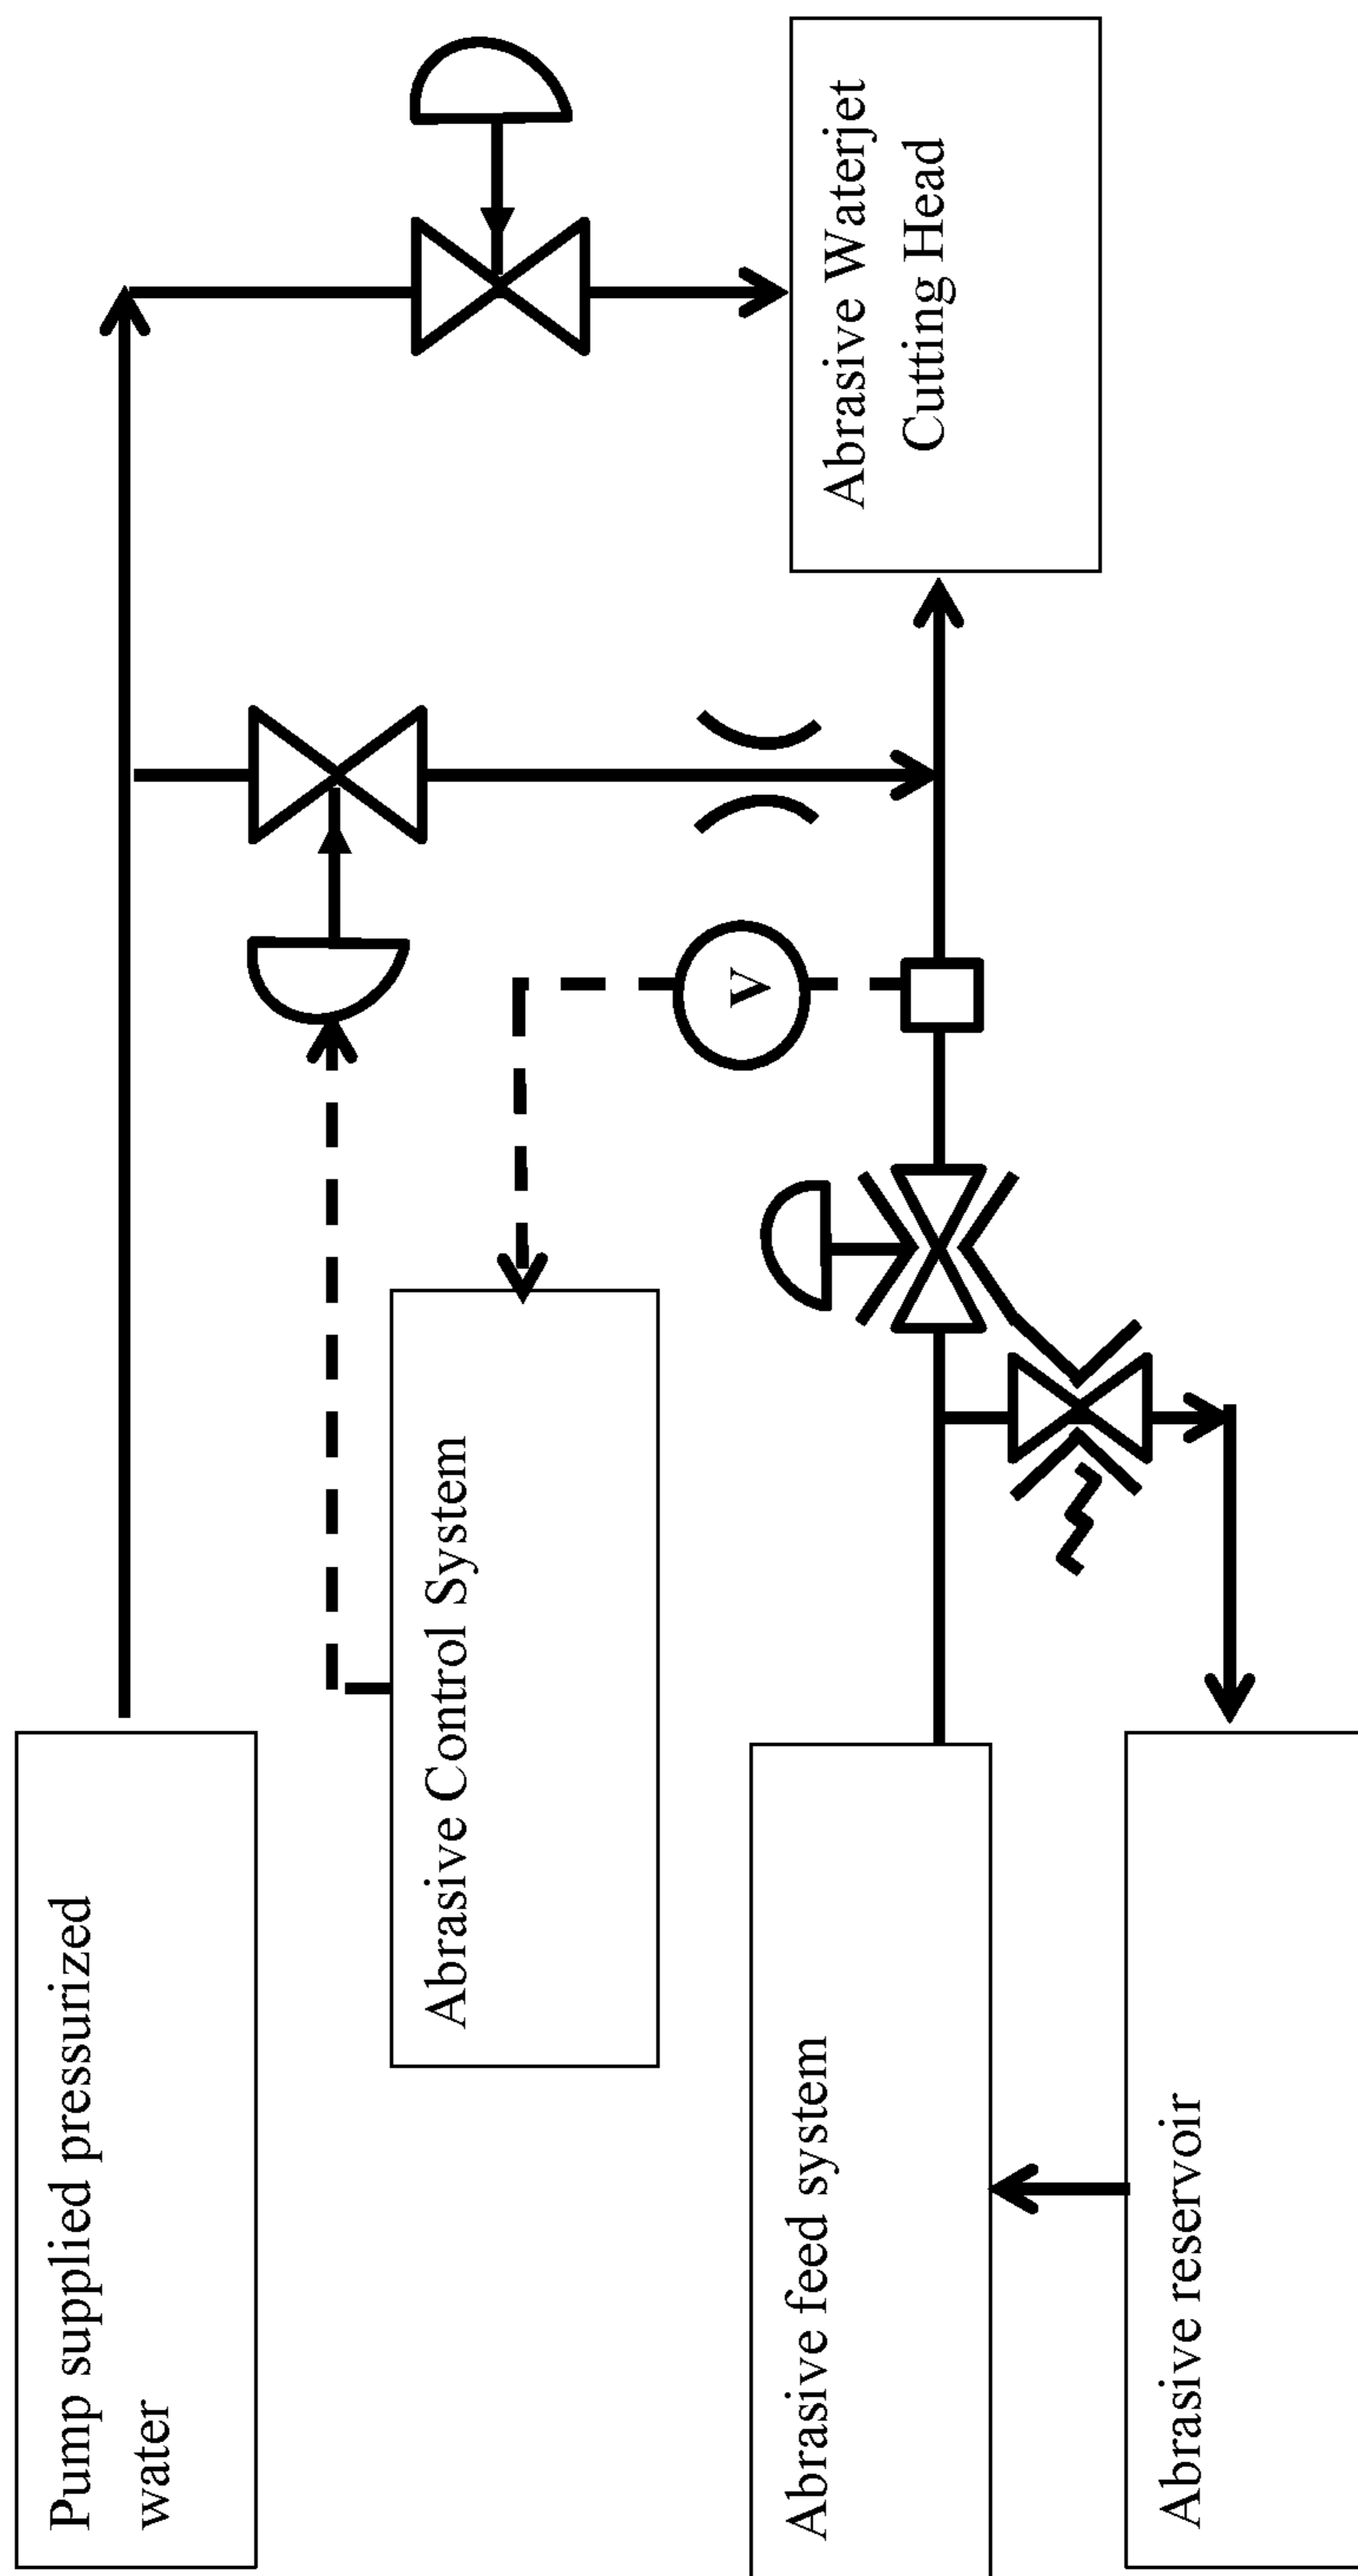 Pump supplied pressurized
water
Abrasive Control System
Abrasive feed system
Abrasive reservoir
V
Abrasive Waterjet
Cutting Head